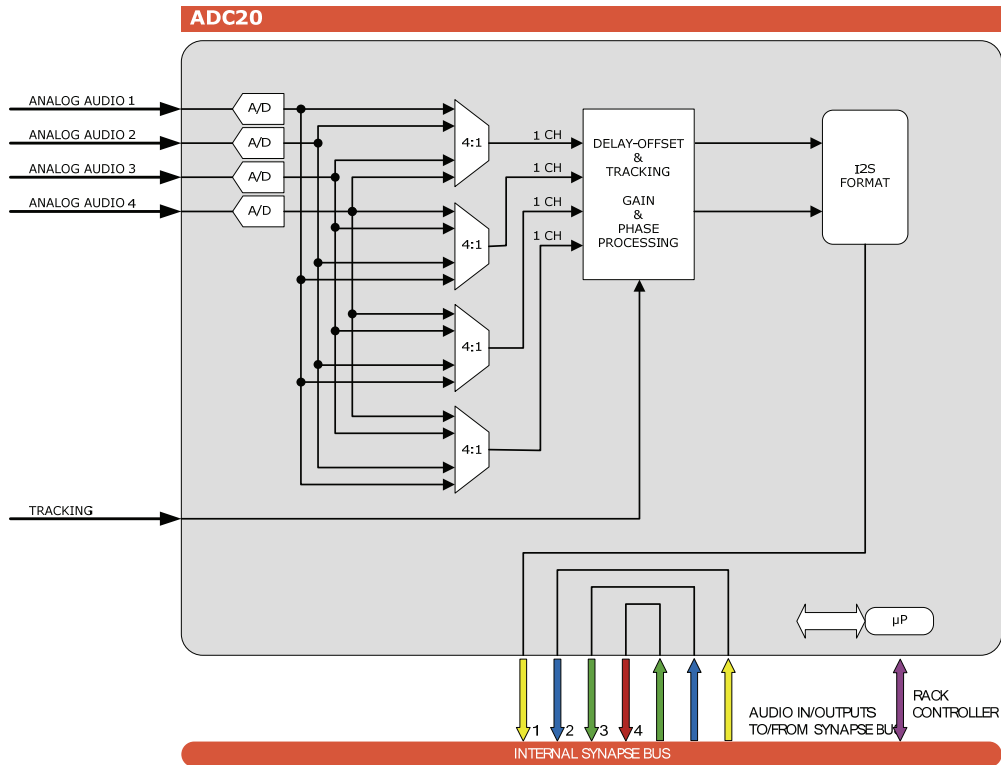 ADC20
ANALOG AUDIO 1
ANALOG AUDIO 2
ANALOG AUDIO 3
ANALOG AUDIO 4
A/D
A/D
A/D
A/D
4:1
4:1
4:1
4:1
1 CH
1 CH
1 CH
1 CH
DELAY-OFFSET
&
TRACKING
GAIN
&
PHASE
PROCESSING
I2S
FORMAT
TRACKING
µP
1
2
3
4
AUDIO IN/OUTPUTS
TO/FROM SYNAPSE BUS
RACK
CONTROLLER
INTERNAL SYNAPSE BUS